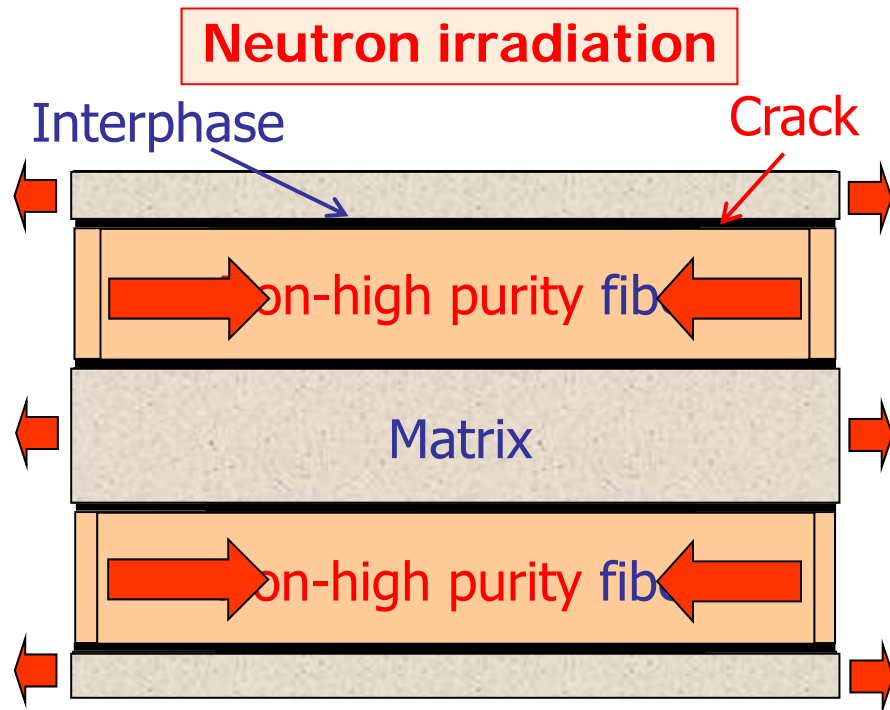 Neutron irradiation
Interphase
Crack
on-high purity fib
Matrix
on-high purity fib